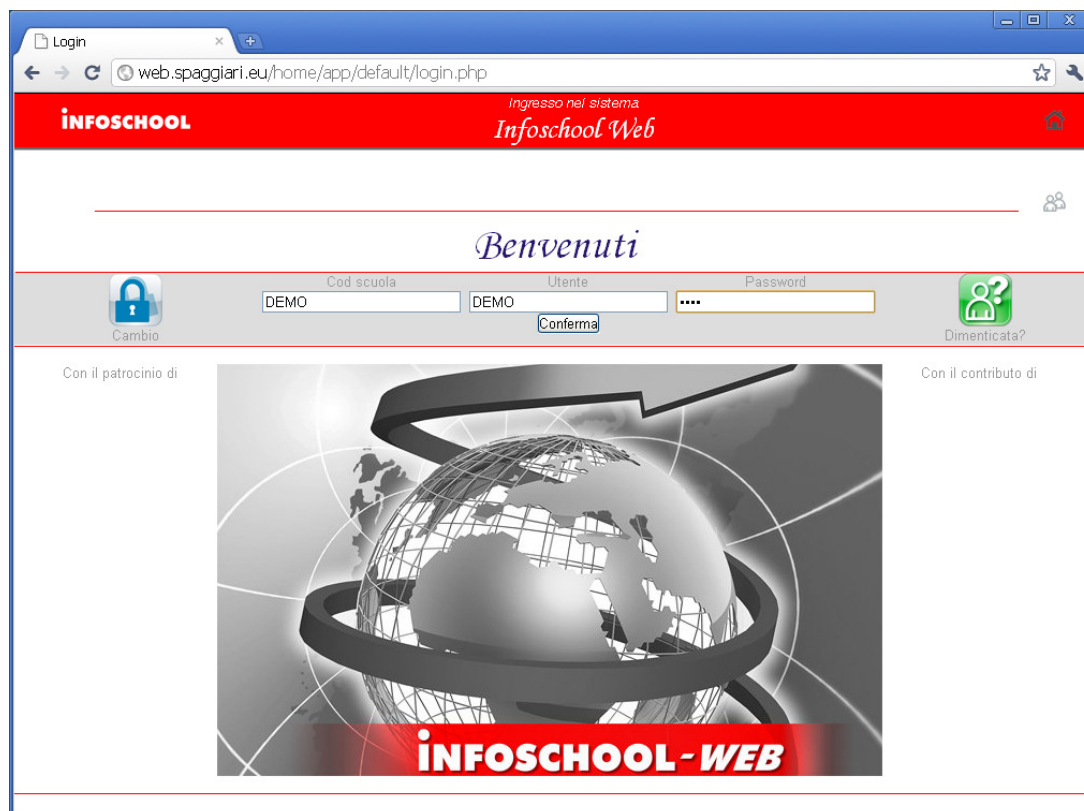 Login
web.spaggiari.eu/home/app/default/login.php
INFOSCHOOL
Ingresso nel sistema
Infoschool Web
Benvenuti
Cod scuola Utente Password
DEMO DEMO ••••
Conferma
Cambio Dimenticata?
Con il patrocinio di Con il contributo di
INFOSCHOOL-WEB